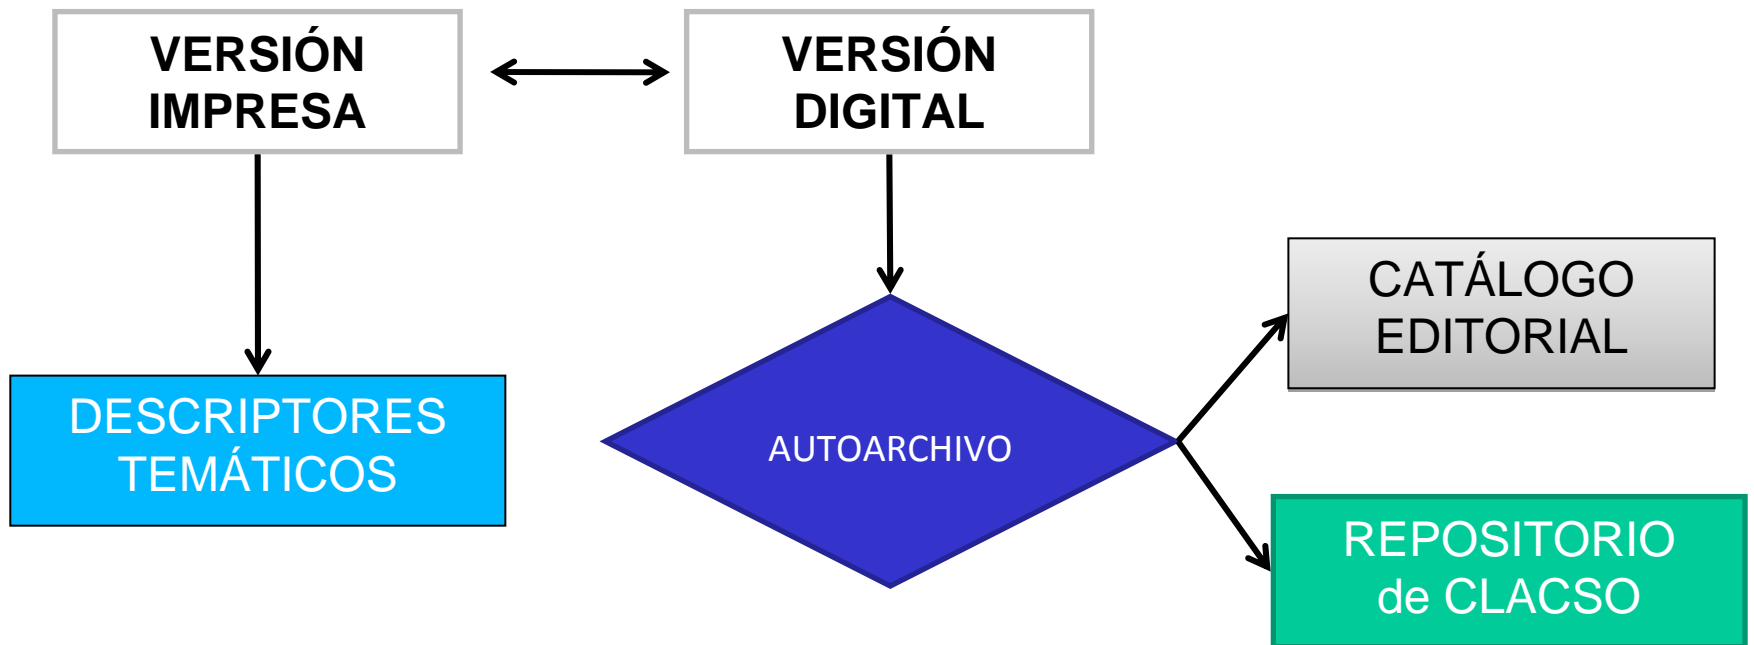 VERSIÓN
IMPRESA
VERSIÓN
DIGITAL
CATÁLOGO
EDITORIAL
DESCRIPTORES
TEMÁTICOS
AUTOARCHIVO
REPOSITORIO
de CLACSO